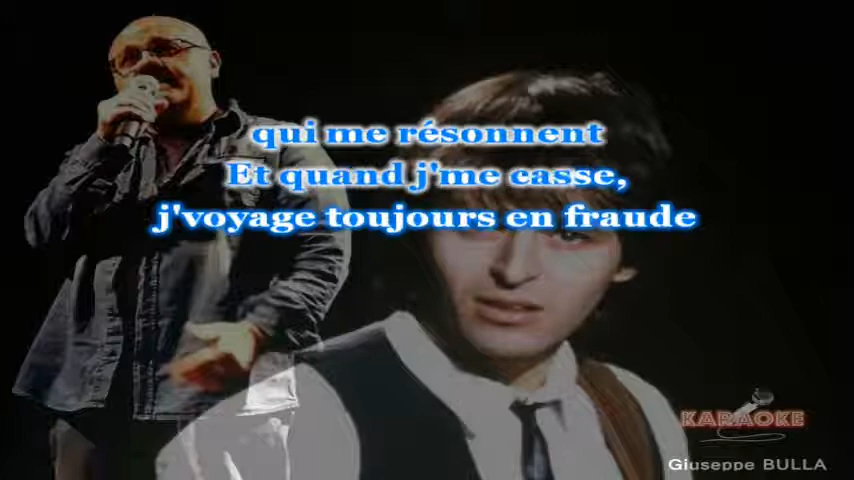 qui me résonnent
Et quand j'me casse,
j'voyage toujours en fraude
KARAOKE
Giuseppe BULLA